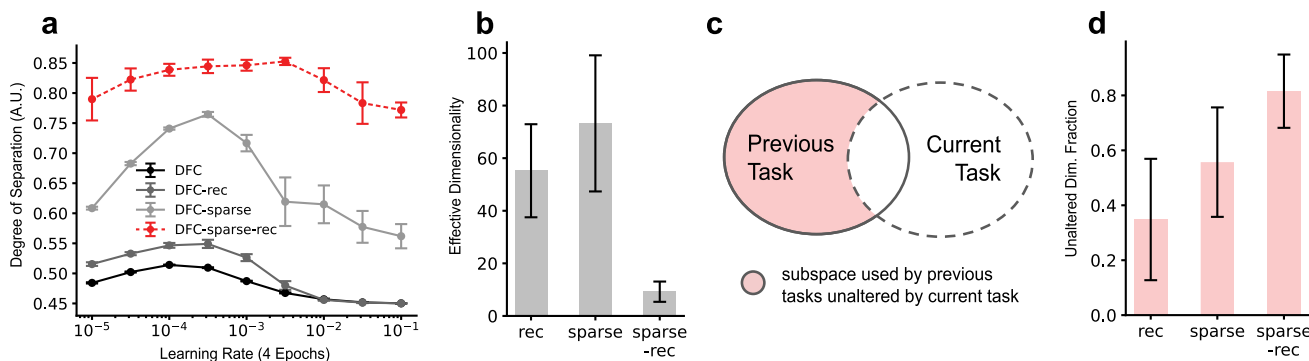 a
Degree of Separation (A.U.)
0.85
0.80
0.75
0.70
0.65
0.60
0.55
0.50
0.45
DFC
DFC-rec
DFC-sparse
DFC-sparse-rec
10⁻⁵
10⁻⁴
10⁻³
10⁻²
10⁻¹
Learning Rate (4 Epochs)
b
Effective Dimensionality
100
80
60
40
20
0
rec
sparse
sparse
-rec
c
Previous
Task
Current
Task
subspace used by previous
tasks unaltered by current task
d
Unaltered Dim. Fraction
0.8
0.6
0.4
0.2
0.0
rec
sparse
sparse
-rec